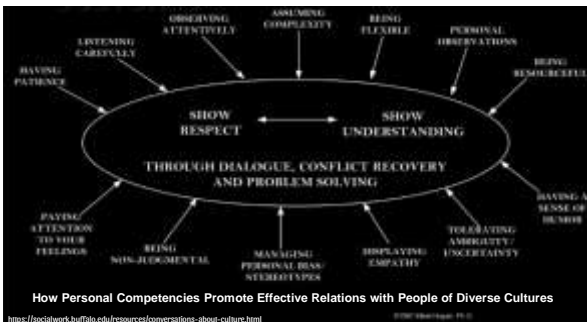 OBSERVING
ATTENTIVELY
ASSUMING
COMPLEXITY
BEING
FLEXIBLE
PERSONAL
OBSERVATIONS
LISTENING
CAREFULLY
BEING
RESOURCEFUL
HAVING
PATIENCE
SHOW
RESPECT
SHOW
UNDERSTANDING
THROUGH DIALOGUE, CONFLICT RECOVERY
AND PROBLEM SOLVING
HAVING A
SENSE OF
HUMOR
PAYING
ATTENTION
TO YOUR
FEELINGS
BEING
NON-JUDGMENTAL
MANAGING
PERSONAL BIAS/
STEREOTYPES
DISPLAYING
EMPATHY
TOLERATING
AMBIGUITY/
UNCERTAINTY
How Personal Competencies Promote Effective Relations with People of Diverse Cultures
https://socialwork.buffalo.edu/resources/conversations-about-culture.html